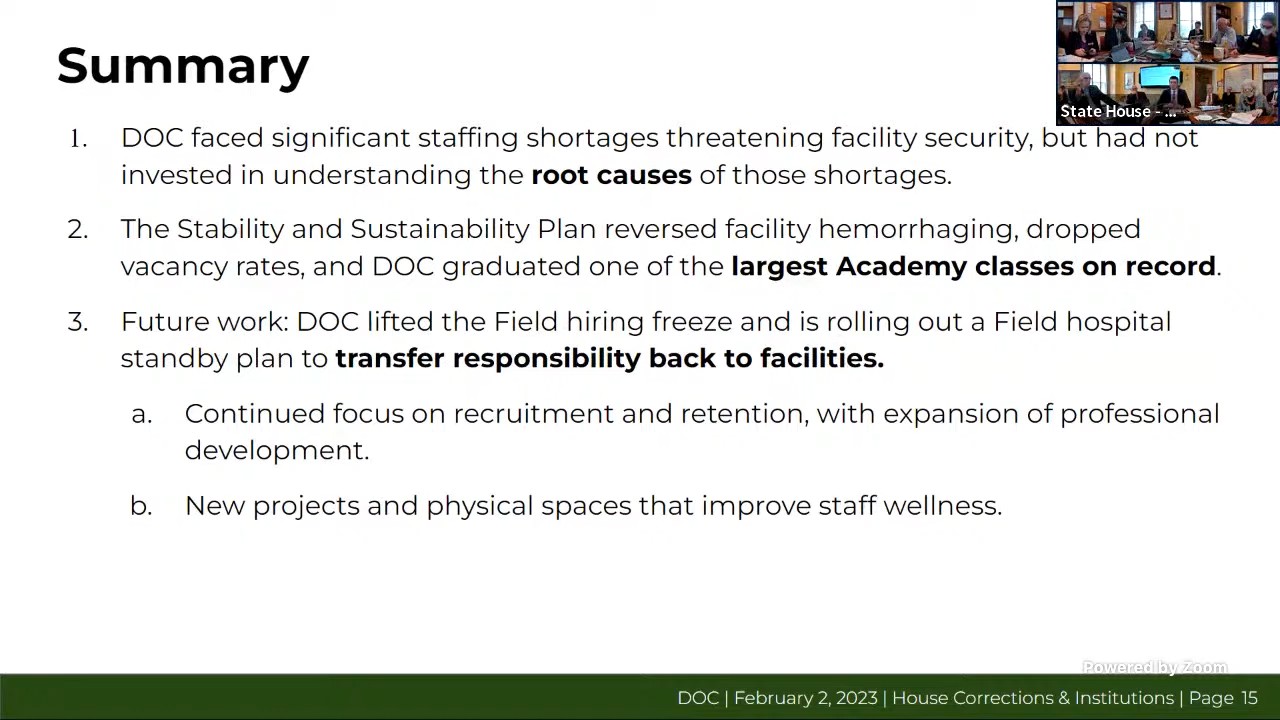 Summary
State House - ...
1. DOC faced significant staffing shortages threatening facility security, but had not
invested in understanding the root causes of those shortages.
2. The Stability and Sustainability Plan reversed facility hemorrhaging, dropped
vacancy rates, and DOC graduated one of the largest Academy classes on record.
3. Future work: DOC lifted the Field hiring freeze and is rolling out a Field hospital
standby plan to transfer responsibility back to facilities.
a. Continued focus on recruitment and retention, with expansion of professional
development.
b. New projects and physical spaces that improve staff wellness.
Powered by Zoom
DOC | February 2, 2023 | House Corrections & Institutions | Page 15